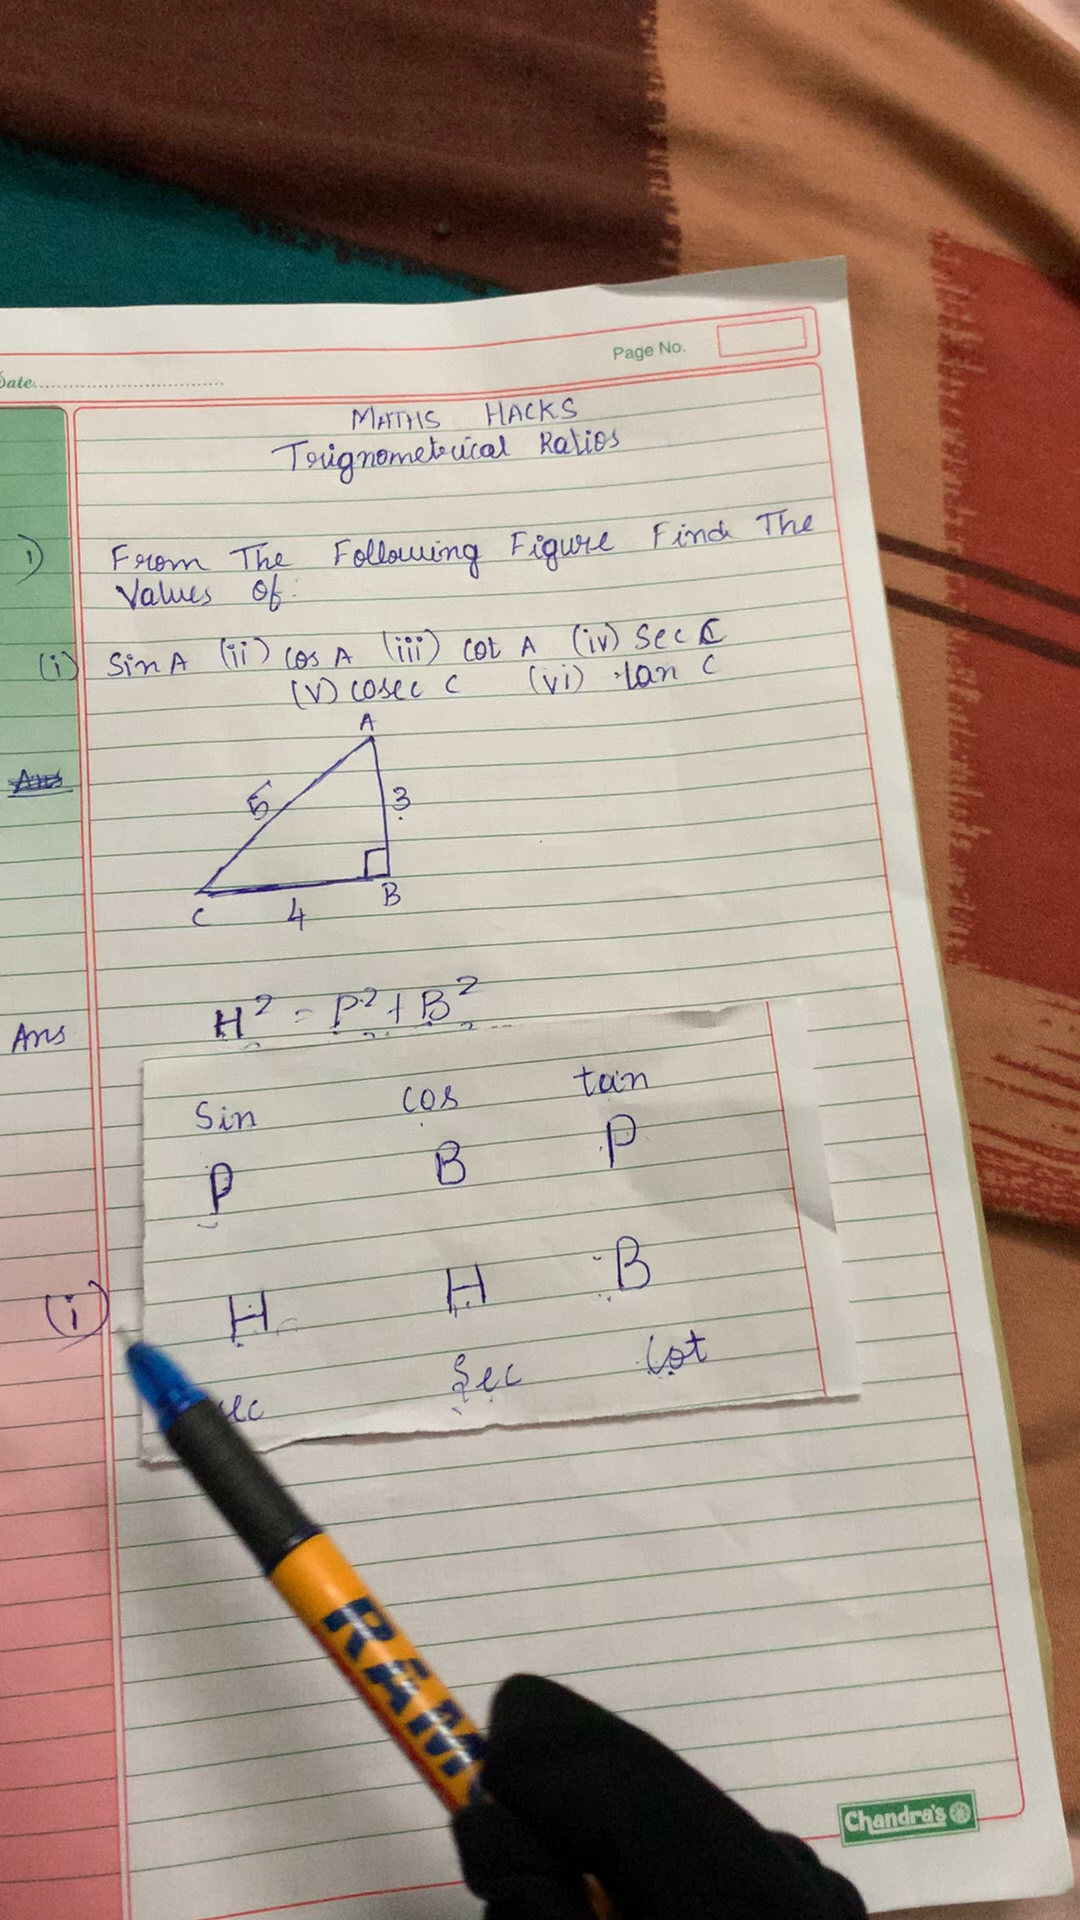 Page No.
Date
MATHS HACKS
Trignometrical Ratios
1) From The Following Figure Find The
Values Of:
(i) Sin A (ii) cos A (iii) cot A (iv) Sec C
(v) cosec C (vi) tan C
A
5 3
C 4 B
Ans H² = P² + B²
Sin cos tan
P B P
(i) H H B
Sec Cot
RAM
Chandra's